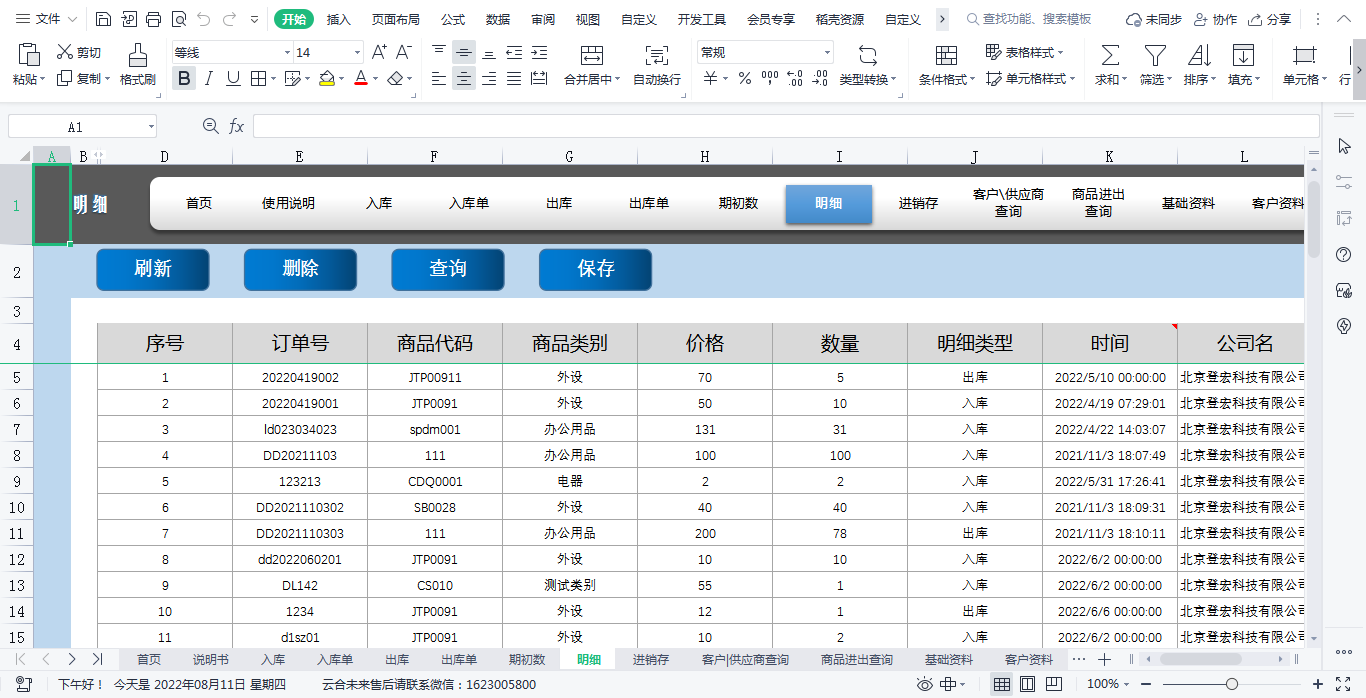 文件 开始 插入 页面布局 公式 数据 审阅 视图 自定义 开发工具 会员专享 稻壳资源 自定义 查找功能、搜索模板 未同步 协作 分享
粘贴 剪切 复制 格式刷 等线 14 A+ A- 合并居中 自动换行 常规 类型转换 条件格式 表格样式 单元格样式 求和 筛选 排序 填充 单元格 行
B I U A ¥ % 000 .00
A1 fx
A B D E F G H I J K L
1 明细 首页 使用说明 入库 入库单 出库 出库单 期初数 明细 进销存 客户\供应商查询 商品进出查询 基础资料 客户资料
2 刷新 删除 查询 保存
3
4 序号 订单号 商品代码 商品类别 价格 数量 明细类型 时间 公司名
5 1 20220419002 JTP00911 外设 70 5 出库 2022/5/10 00:00:00 北京登宏科技有限公司
6 2 20220419001 JTP0091 外设 50 10 入库 2022/4/19 07:29:01 北京登宏科技有限公司
7 3 ld023034023 spdm001 办公用品 131 31 入库 2022/4/22 14:03:07 北京登宏科技有限公司
8 4 DD20211103 111 办公用品 100 100 入库 2021/11/3 18:07:49 北京登宏科技有限公司
9 5 123213 CDQ0001 电器 2 2 入库 2022/5/31 17:26:41 北京登宏科技有限公司
10 6 DD2021110302 SB0028 外设 40 40 入库 2021/11/3 18:09:31 北京登宏科技有限公司
11 7 DD2021110303 111 办公用品 200 78 出库 2021/11/3 18:10:11 北京登宏科技有限公司
12 8 dd2022060201 JTP0091 外设 10 10 入库 2022/6/2 00:00:00 北京登宏科技有限公司
13 9 DL142 CS010 测试类别 55 1 入库 2022/6/2 00:00:00 北京登宏科技有限公司
14 10 1234 JTP0091 外设 12 1 出库 2022/6/6 00:00:00 北京登宏科技有限公司
15 11 d1sz01 JTP0091 外设 10 2 入库 2022/6/2 00:00:00 北京登宏科技有限公司
首页 说明书 入库 入库单 出库 出库单 期初数 明细 进销存 客户|供应商查询 商品进出查询 基础资料 客户资料
下午好！ 今天是 2022年08月11日 星期四 云合未来售后请联系微信：1623005800 100%